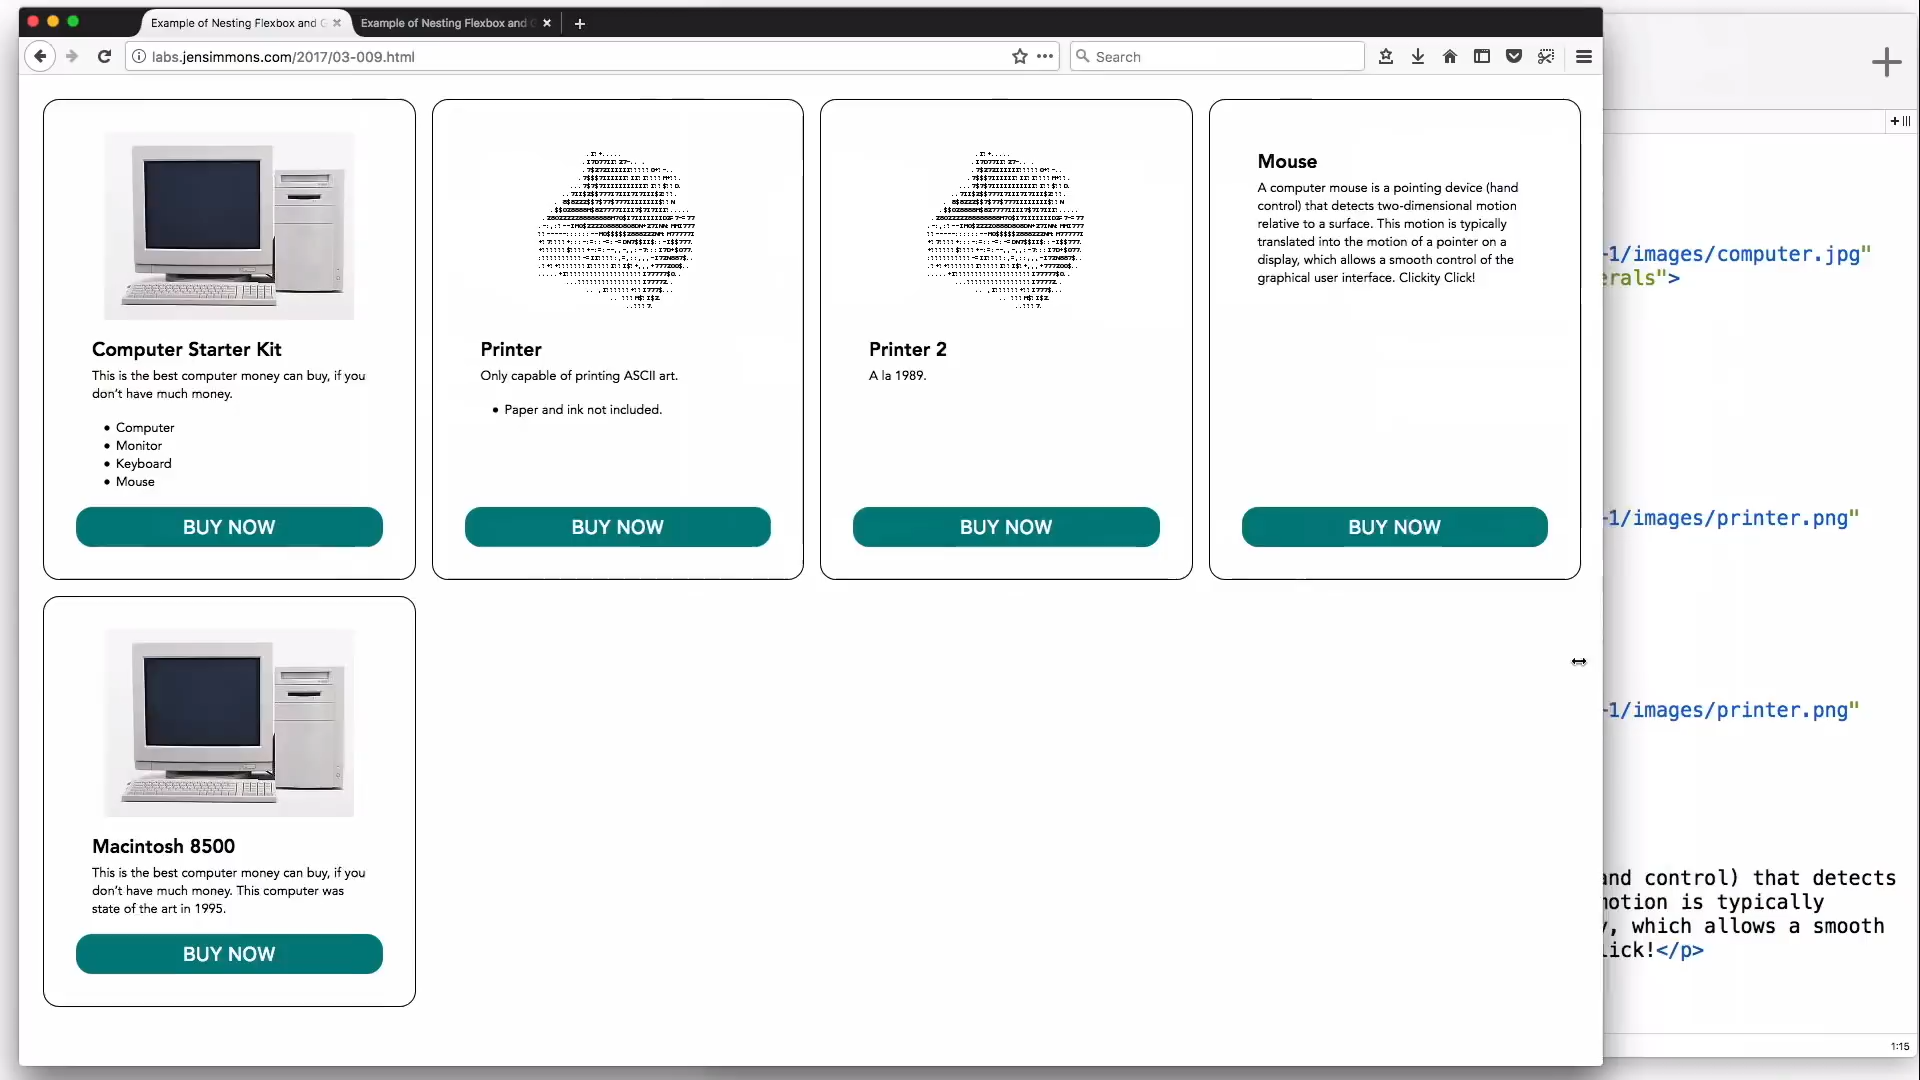 Example of Nesting Flexbox and G
Example of Nesting Flexbox and G
labs.jensimmons.com/2017/03-009.html
Search
Computer Starter Kit
This is the best computer money can buy, if you
don’t have much money.
• Computer
• Monitor
• Keyboard
• Mouse
BUY NOW
Printer
Only capable of printing ASCII art.
• Paper and ink not included.
BUY NOW
Printer 2
A la 1989.
BUY NOW
Mouse
A computer mouse is a pointing device (hand
control) that detects two-dimensional motion
relative to a surface. This motion is typically
translated into the motion of a pointer on a
display, which allows a smooth control of the
graphical user interface. Clickity Click!
BUY NOW
Macintosh 8500
This is the best computer money can buy, if you
don’t have much money. This computer was
state of the art in 1995.
BUY NOW
-1/images/computer.jpg"
erals">
-1/images/printer.png"
-1/images/printer.png"
and control) that detects
motion is typically
y, which allows a smooth
lick!</p>
1:15